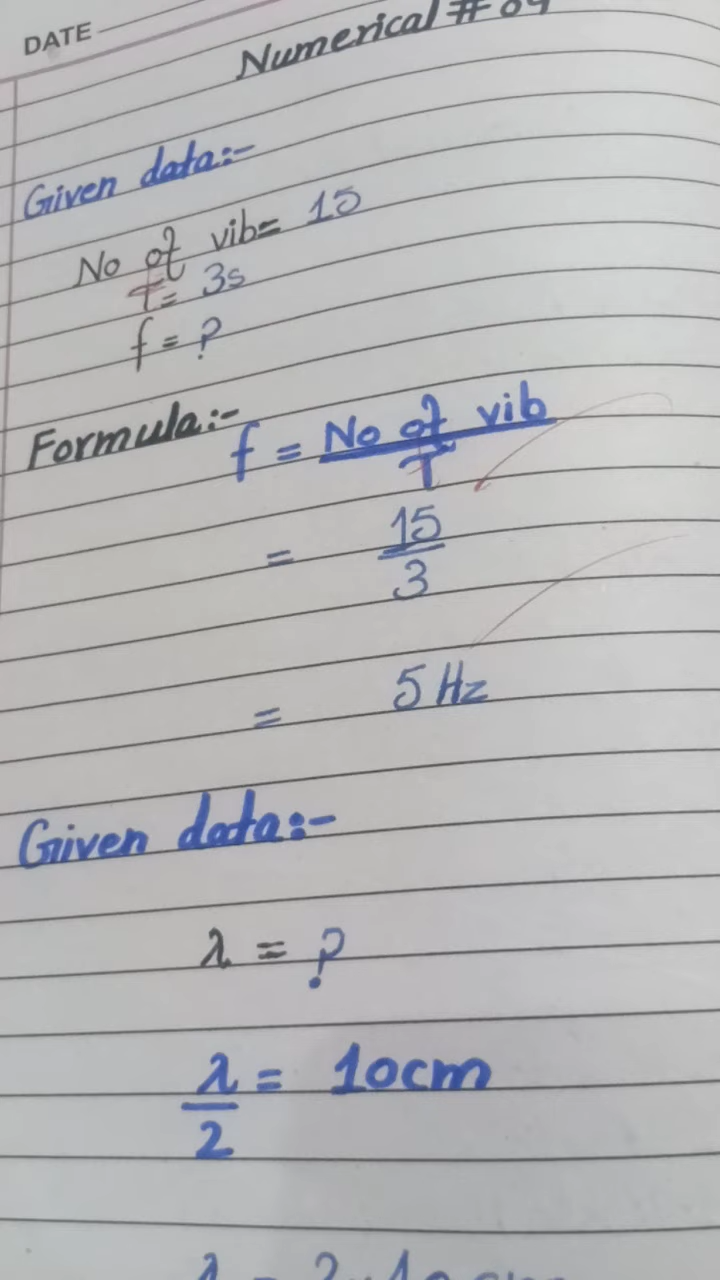 DATE
Numerical # 04
Given data:-
No of vib= 15
T= 3s
f = ?
Formula:-
f = No of vib / T
= 15 / 3
= 5 Hz
Given data:-
λ = ?
λ / 2 = 10cm